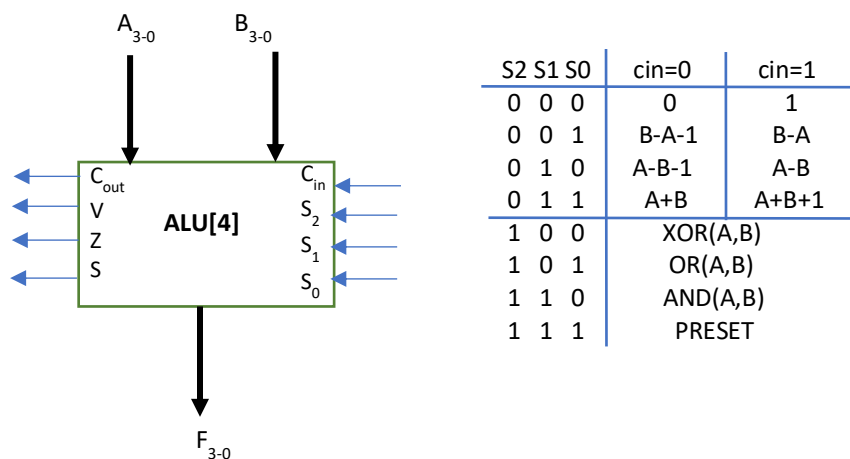 A3-0 B3-0
Cout Cin
V S2
Z ALU[4] S1
S S0
F3-0
S2 S1 S0 cin=0 cin=1
0 0 0 0 1
0 0 1 B-A-1 B-A
0 1 0 A-B-1 A-B
0 1 1 A+B A+B+1
1 0 0 XOR(A,B)
1 0 1 OR(A,B)
1 1 0 AND(A,B)
1 1 1 PRESET